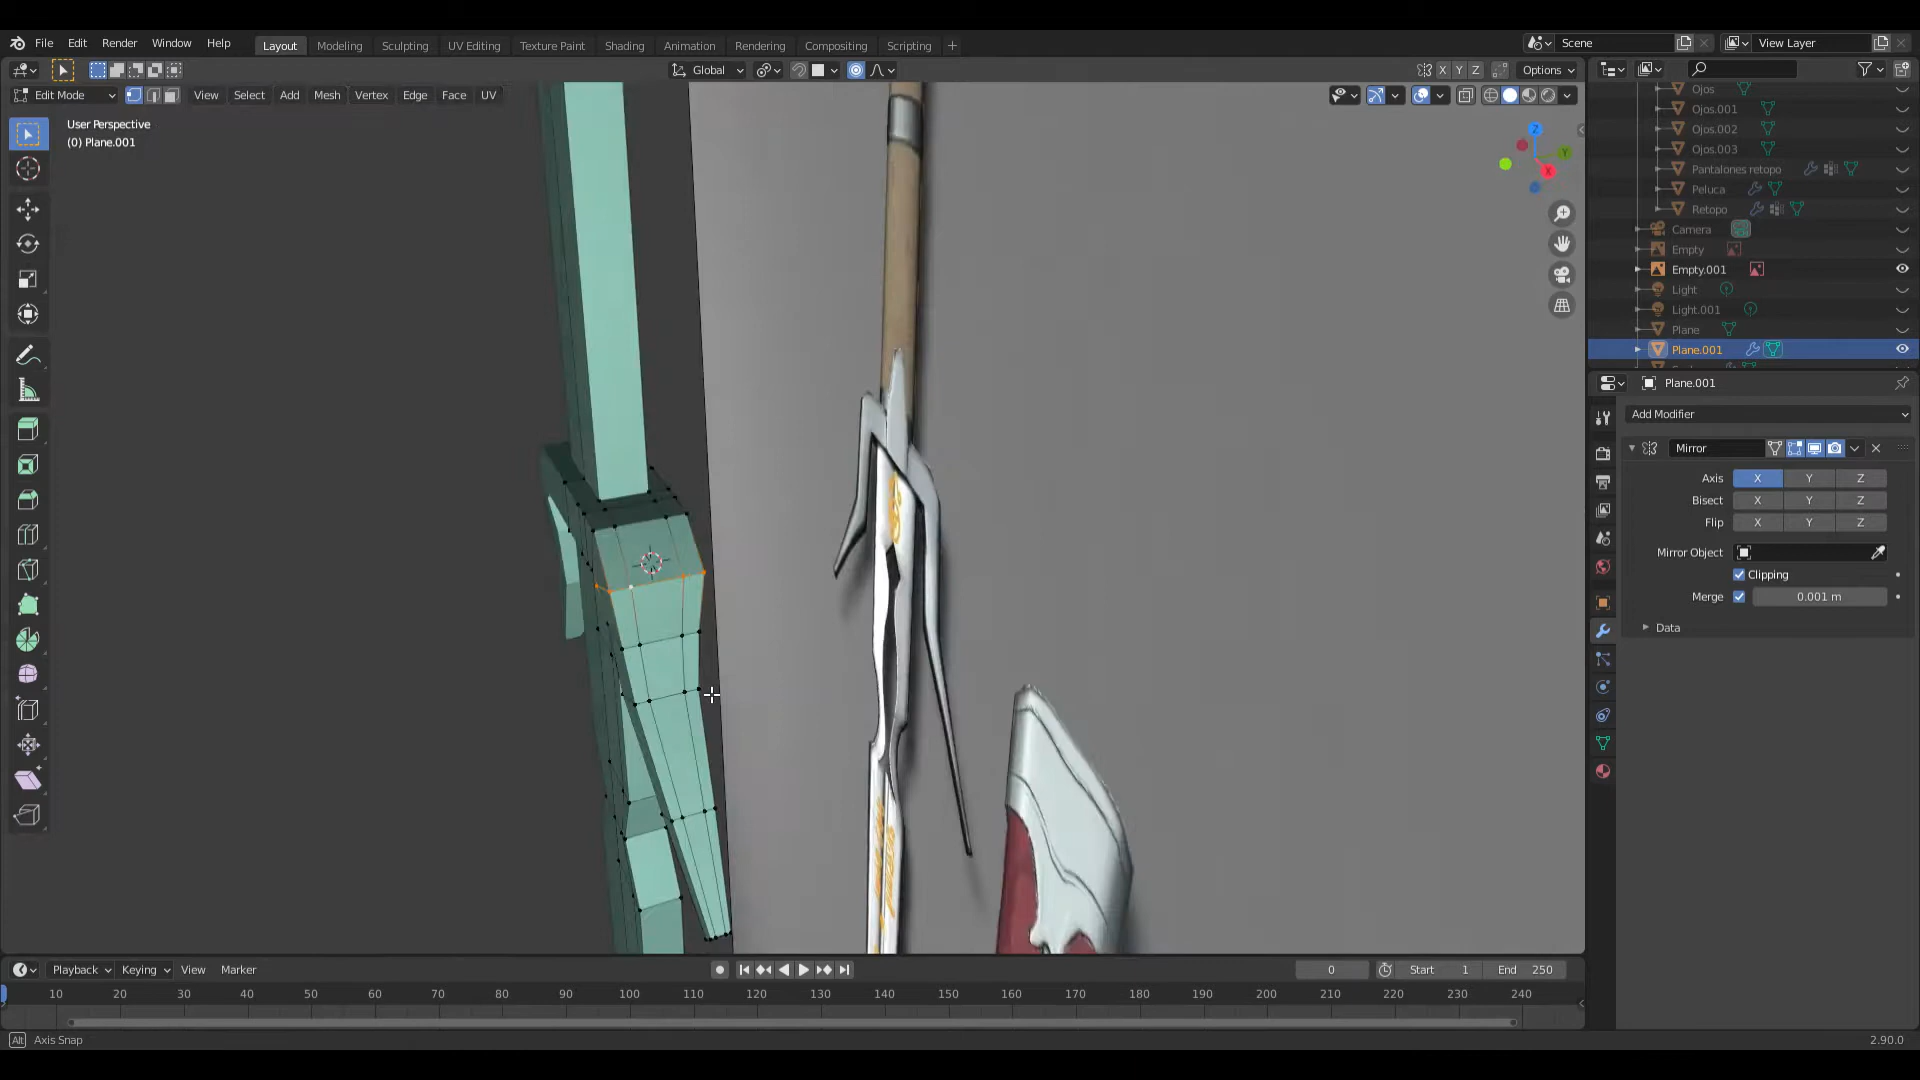 File Edit Render Window Help Layout Modeling Sculpting UV Editing Texture Paint Shading Animation Rendering Compositing Scripting + Scene View Layer
Global Options
Edit Mode View Select Add Mesh Vertex Edge Face UV
X Y Z
User Perspective
(0) Plane.001
Z
Y
X
Ojos
Ojos.001
Ojos.002
Ojos.003
Pantalones retopo
Peluca
Retopo
Camera
Empty
Empty.001
Light
Light.001
Plane
Plane.001
Plane.001
Add Modifier
Mirror
Axis X Y Z
Bisect X Y Z
Flip X Y Z
Mirror Object
Clipping
Merge 0.001 m
Data
Playback Keying View Marker 0 Start 1 End 250
10 20 30 40 50 60 70 80 90 100 110 120 130 140 150 160 170 180 190 200 210 220 230 240
Alt Axis Snap 2.90.0